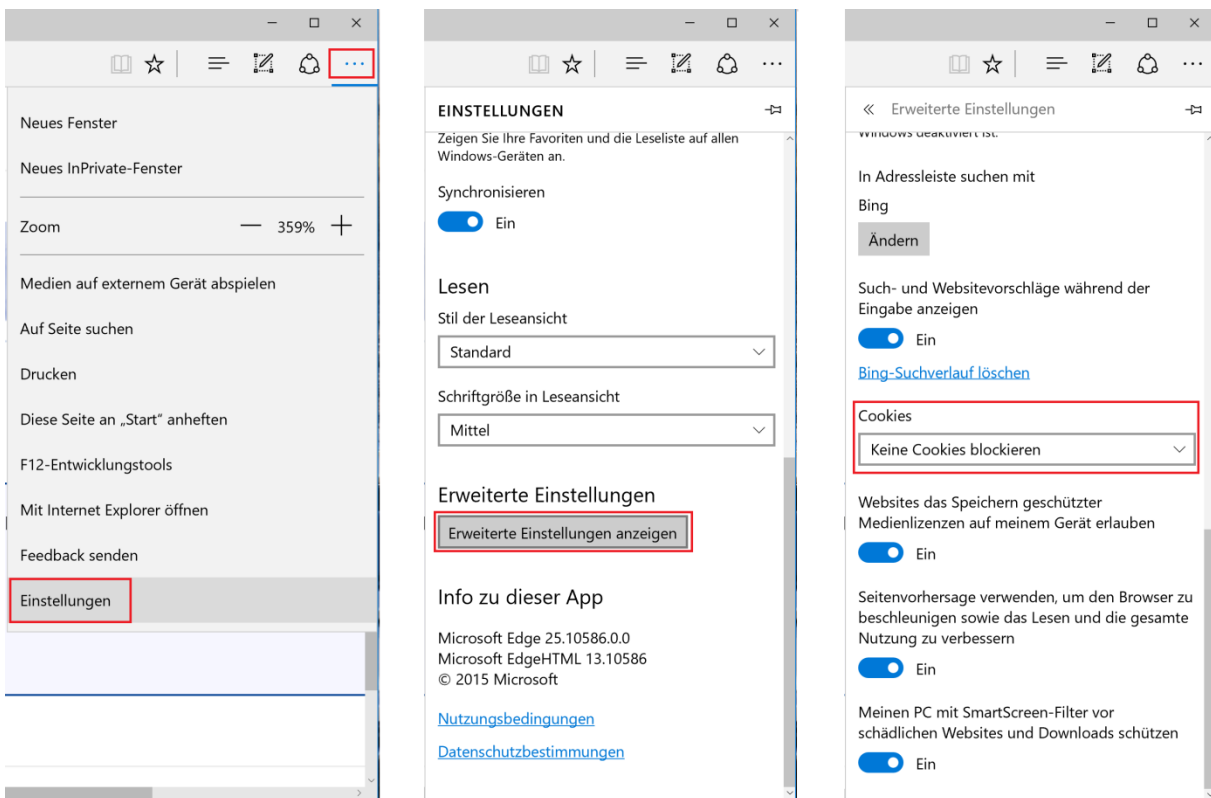 Neues Fenster
Neues InPrivate-Fenster
Zoom
359%
Medien auf externem Gerät abspielen
Auf Seite suchen
Drucken
Diese Seite an „Start“ anheften
F12-Entwicklungstools
Mit Internet Explorer öffnen
Feedback senden
Einstellungen
EINSTELLUNGEN
Zeigen Sie Ihre Favoriten und die Leseliste auf allen
Windows-Geräten an.
Synchronisieren
Ein
Lesen
Stil der Leseansicht
Standard
Schriftgröße in Leseansicht
Mittel
Erweiterte Einstellungen
Erweiterte Einstellungen anzeigen
Info zu dieser App
Microsoft Edge 25.10586.0.0
Microsoft EdgeHTML 13.10586
© 2015 Microsoft
Nutzungsbedingungen
Datenschutzbestimmungen
Erweiterte Einstellungen
Windows deaktiviert ist.
In Adressleiste suchen mit
Bing
Ändern
Such- und Websitevorschläge während der
Eingabe anzeigen
Ein
Bing-Suchverlauf löschen
Cookies
Keine Cookies blockieren
Websites das Speichern geschützter
Medienlizenzen auf meinem Gerät erlauben
Ein
Seitenvorhersage verwenden, um den Browser zu
beschleunigen sowie das Lesen und die gesamte
Nutzung zu verbessern
Ein
Meinen PC mit SmartScreen-Filter vor
schädlichen Websites und Downloads schützen
Ein